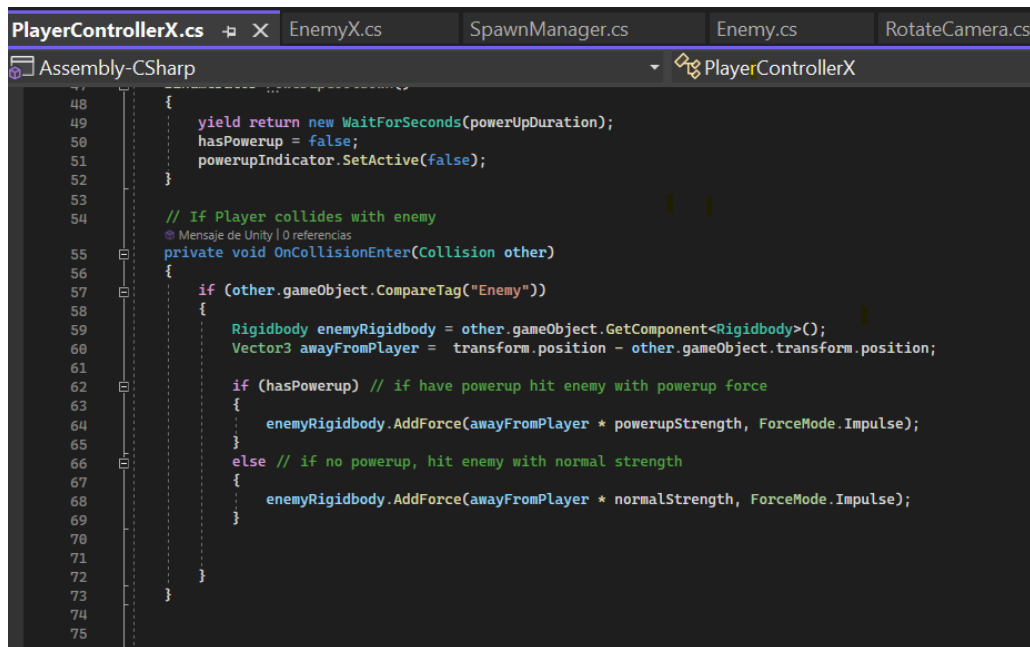 PlayerControllerX.cs EnemyX.cs SpawnManager.cs Enemy.cs RotateCamera.cs
Assembly-CSharp PlayerControllerX
47
48 {
49 yield return new WaitForSeconds(powerUpDuration);
50 hasPowerup = false;
51 powerupIndicator.SetActive(false);
52 }
53
54 // If Player collides with enemy
Mensaje de Unity | 0 referencias
55 private void OnCollisionEnter(Collision other)
56 {
57 if (other.gameObject.CompareTag("Enemy"))
58 {
59 Rigidbody enemyRigidbody = other.gameObject.GetComponent<Rigidbody>();
60 Vector3 awayFromPlayer =  transform.position - other.gameObject.transform.position;
61
62 if (hasPowerup) // if have powerup hit enemy with powerup force
63 {
64 enemyRigidbody.AddForce(awayFromPlayer * powerupStrength, ForceMode.Impulse);
65 }
66 else // if no powerup, hit enemy with normal strength
67 {
68 enemyRigidbody.AddForce(awayFromPlayer * normalStrength, ForceMode.Impulse);
69 }
70
71
72 }
73 }
74
75